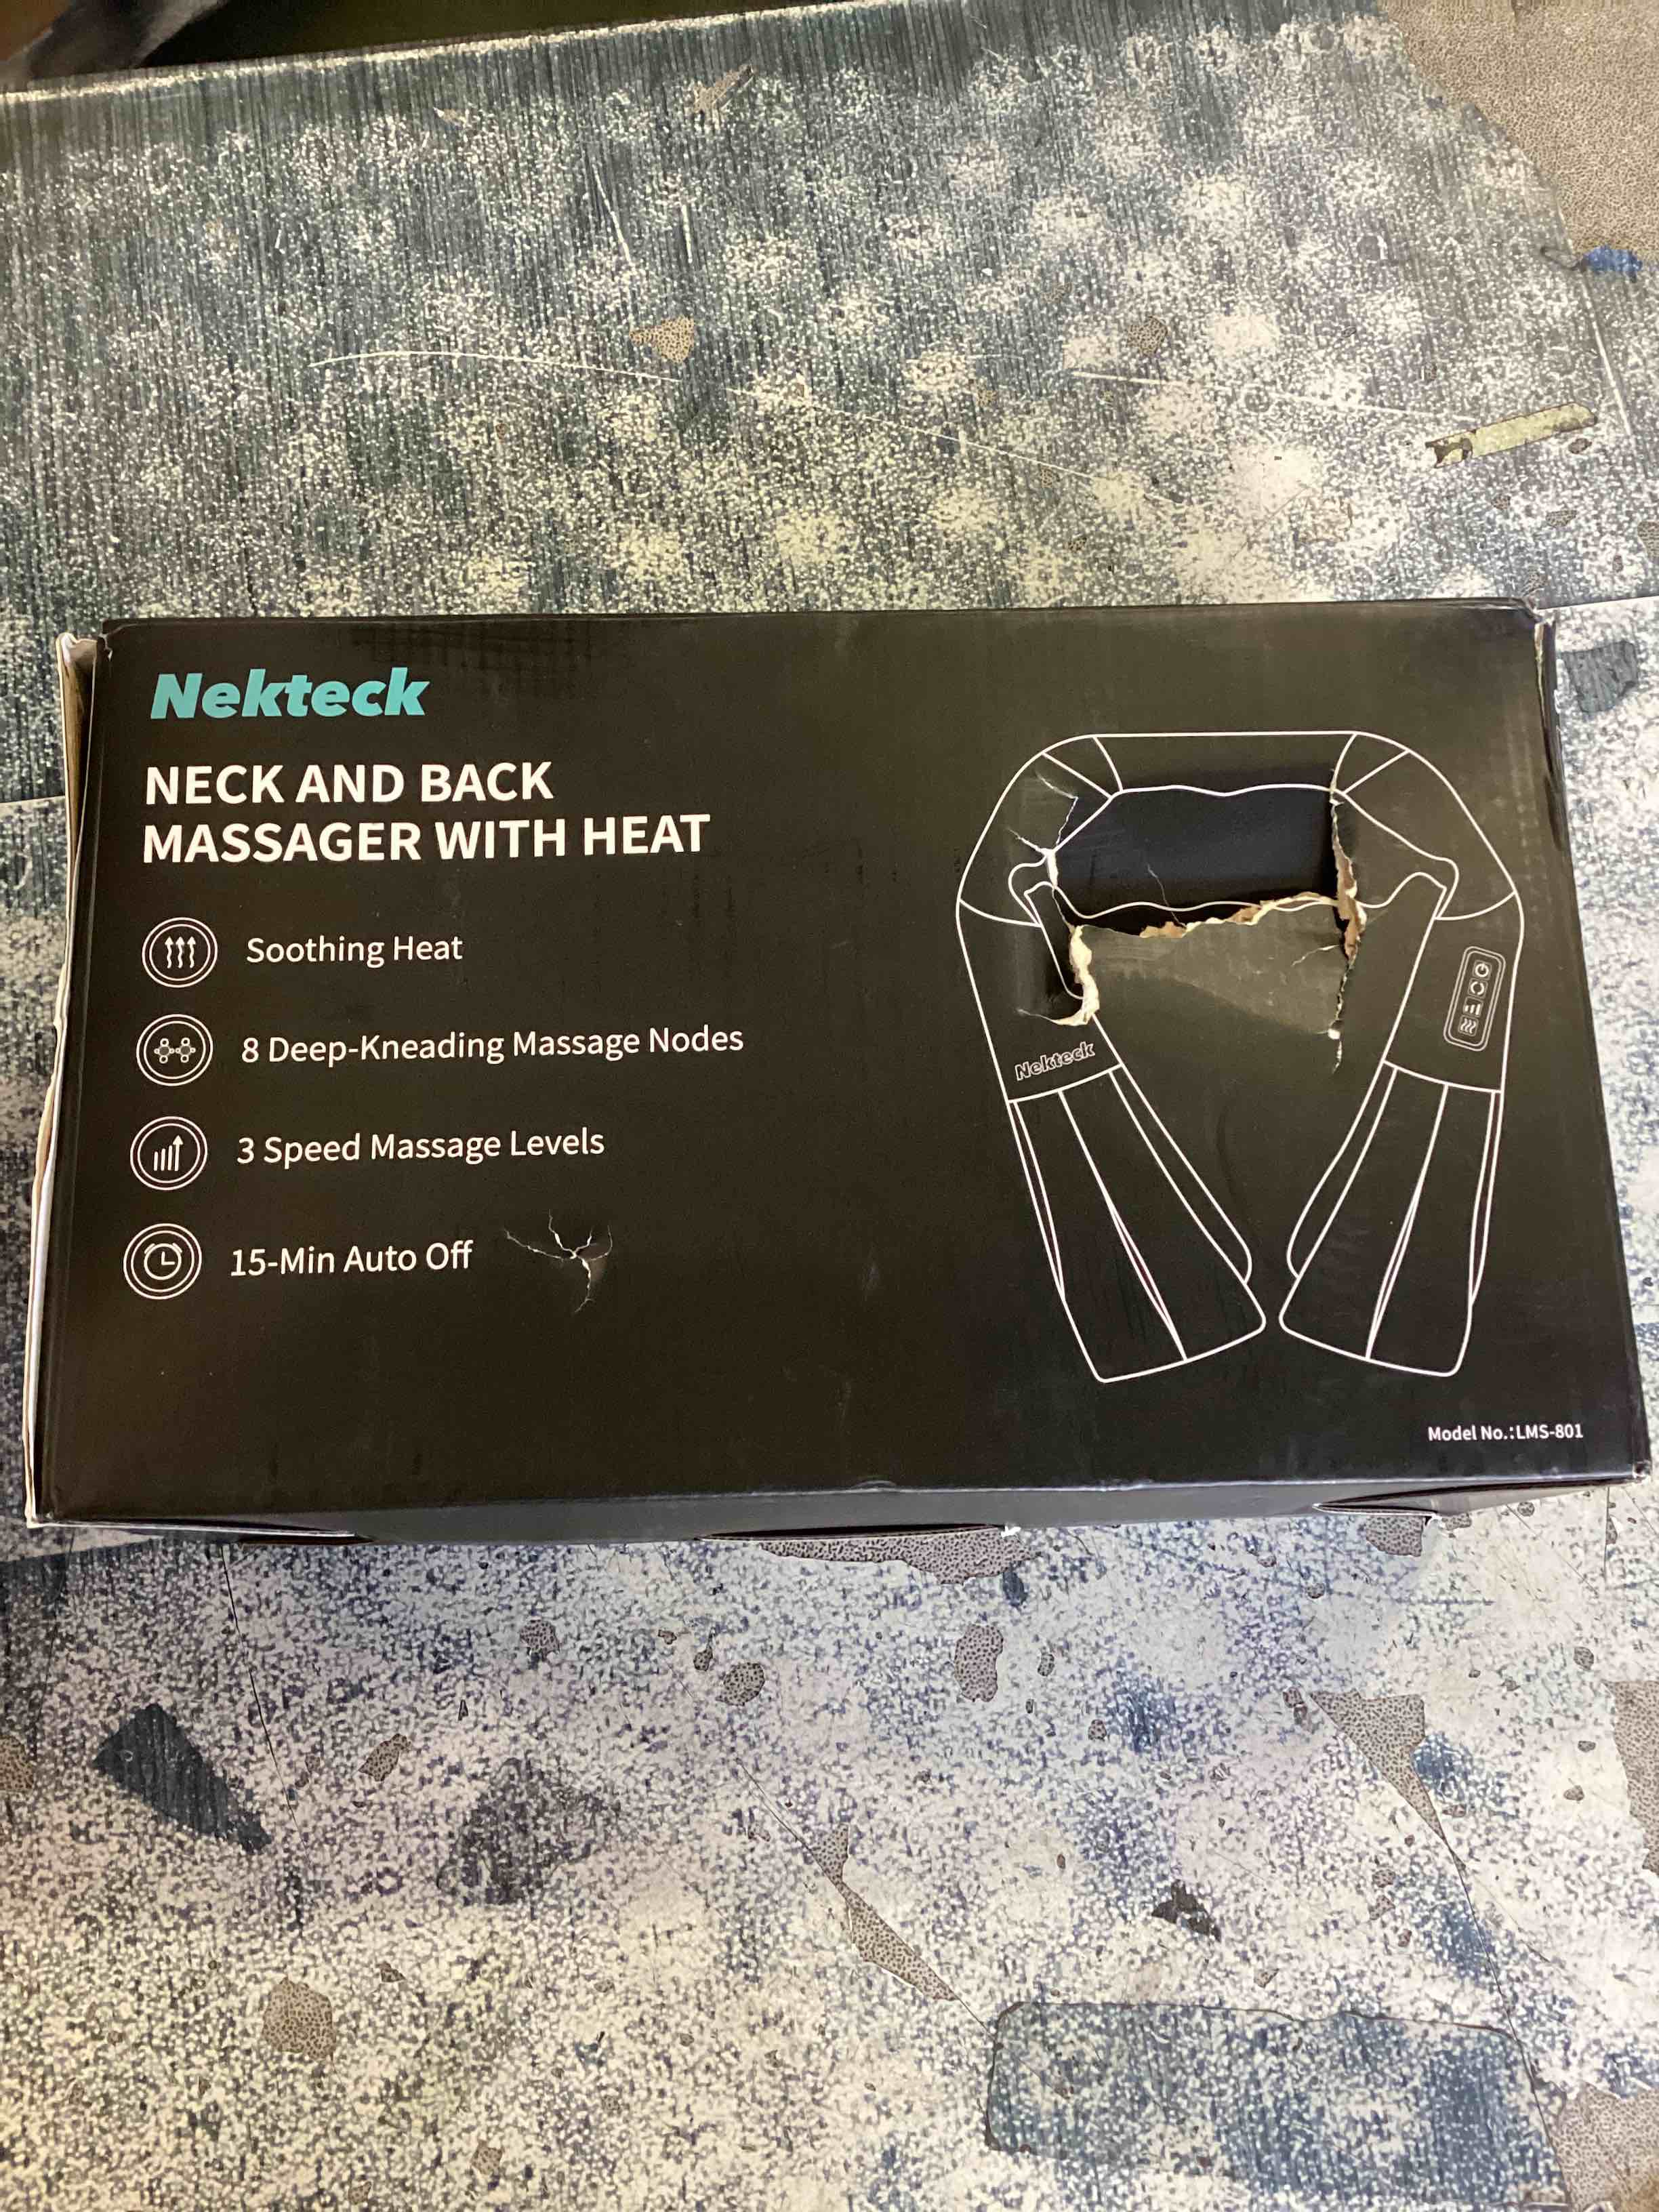 Nekteck
NECK AND BACK
MASSAGER WITH HEAT
Soothing Heat
8 Deep-Kneading Massage Nodes
3 Speed Massage Levels
15-Min Auto Off
Nekteck
Model No.:LMS-801